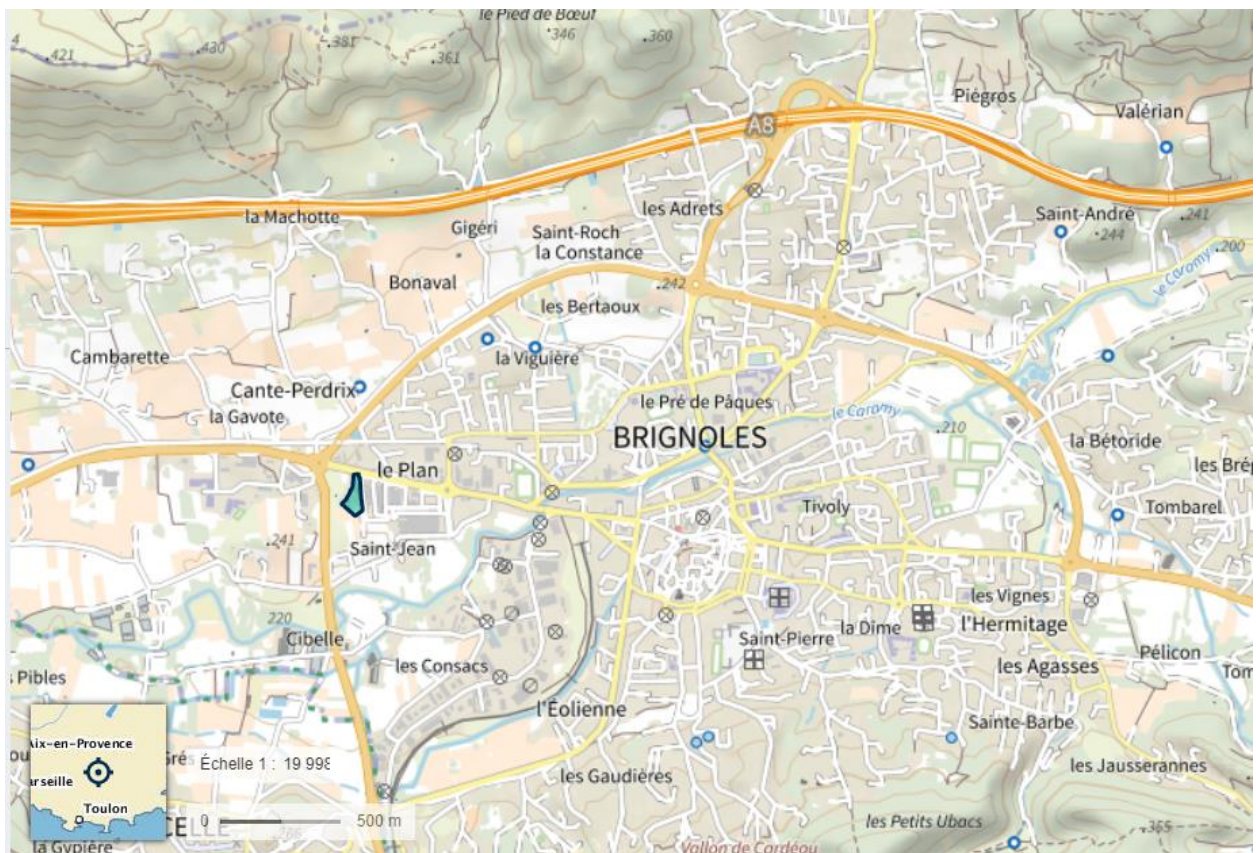 le Pied de Bœuf
346
360
430
381
361
421
A8
Piégros
Valérian
les Adrets
la Machotte
Gigéri
Saint-Roch
la Constance
Saint-André
241
244
200
le Caramy
Bonaval
242
les Bertaoux
Cambarette
la Viguière
Cante-Perdrix
la Gavote
le Pré de Pâques
le Caramy
BRIGNOLES
210
la Bétoride
le Plan
les Brég
Tivoly
Tombarel
241
Saint-Jean
220
Cibelle
les Vignes
l'Hermitage
la Dîme
Saint-Pierre
les Consacs
les Agasses
Pélicon
s Pibles
Tom
l'Éolienne
Sainte-Barbe
Aix-en-Provence
arseille
Toulon
Grés
Échelle 1 : 19 998
les Gaudières
les Jausserannes
0
500 m
CELLE
266
les Petits Ubacs
365
la Gypière
Vallon de Cardéou